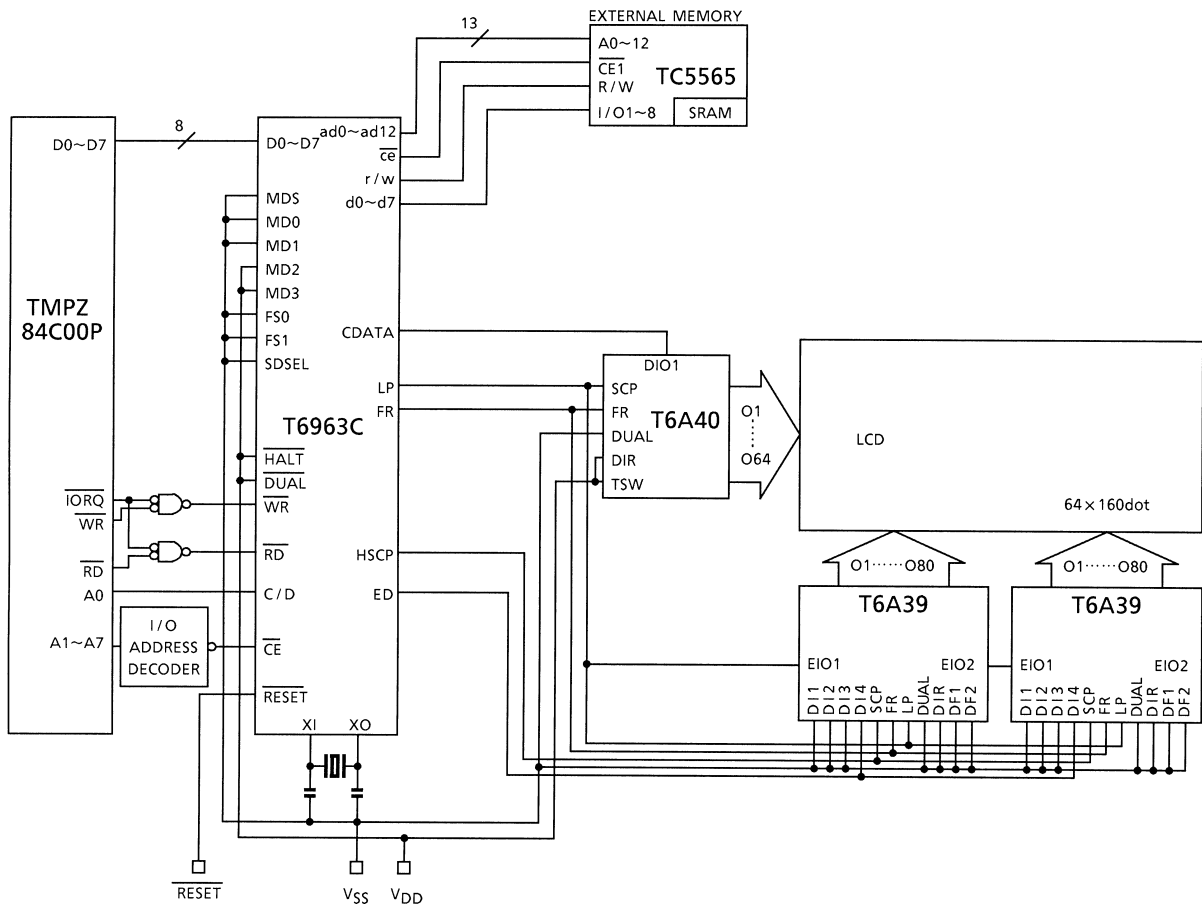 EXTERNAL MEMORY
13
A0~12
CE1
TC5565
R/W
I/O1~8
SRAM
8
D0~D7
D0~D7
ad0~ad12
ce
r/w
d0~d7
MDS
MD0
MD1
MD2
MD3
FS0
FS1
SDSEL
TMPZ
84C00P
CDATA
LP
FR
T6963C
HALT
DUAL
WR
RD
C/D
CE
RESET
HSCP
ED
XI
XO
IORQ
WR
RD
A0
A1~A7
I/O
ADDRESS
DECODER
DIO1
SCP
FR
DUAL
DIR
TSW
T6A40
O1
O64
LCD
64×160dot
O1······O80
O1······O80
T6A39
T6A39
EIO1
EIO2
EIO1
EIO2
DI1
DI2
DI3
DI4
SCP
FR
LP
DUAL
DIR
DF1
DF2
DI1
DI2
DI3
DI4
SCP
FR
LP
DUAL
DIR
DF1
DF2
RESET
VSS
VDD